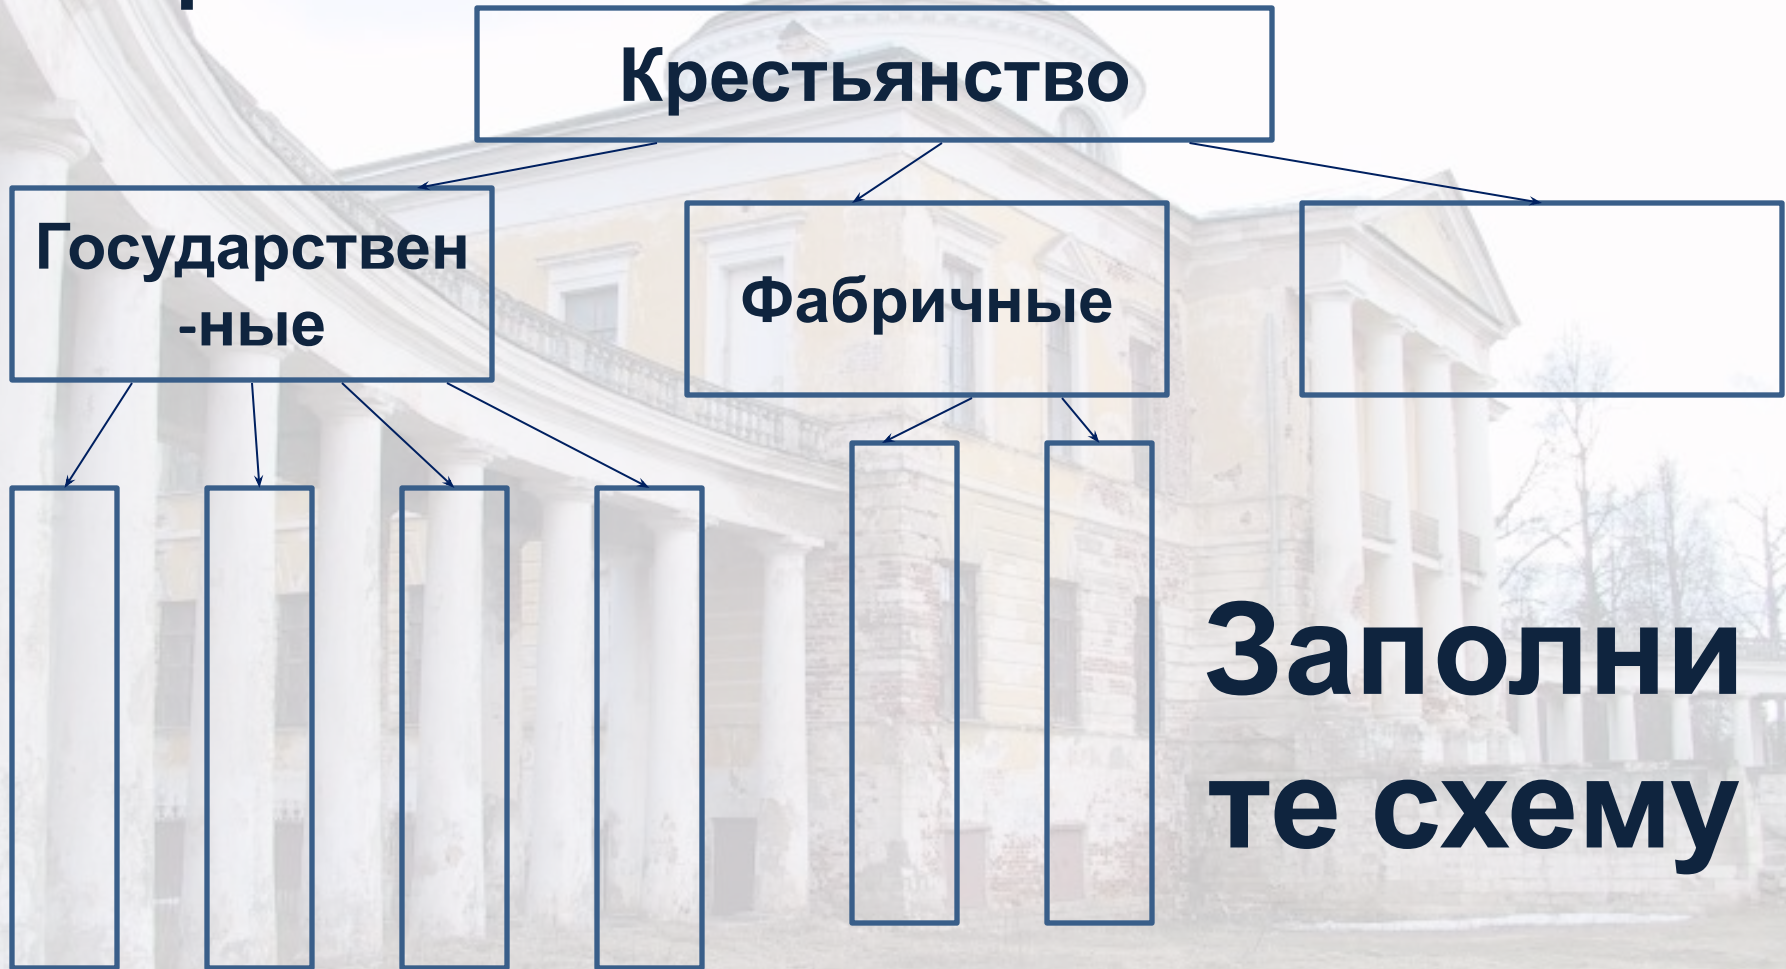 Крестьянство
Государствен
-ные
Фабричные
Заполни
те схему